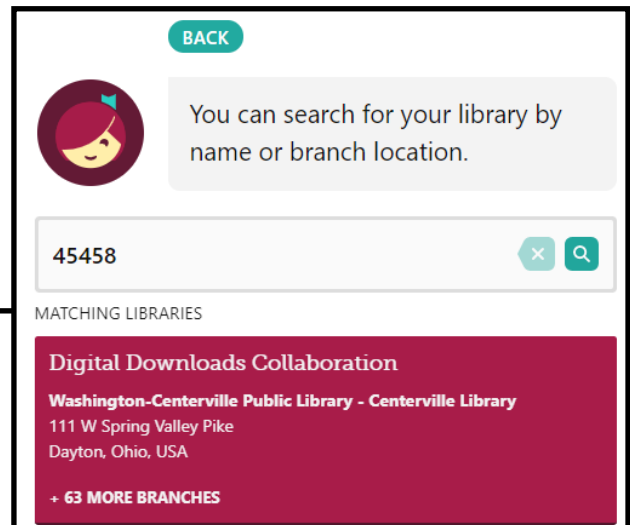 BACK
You can search for your library by
name or branch location.
45458
MATCHING LIBRARIES
Digital Downloads Collaboration
Washington-Centerville Public Library - Centerville Library
111 W Spring Valley Pike
Dayton, Ohio, USA
+ 63 MORE BRANCHES